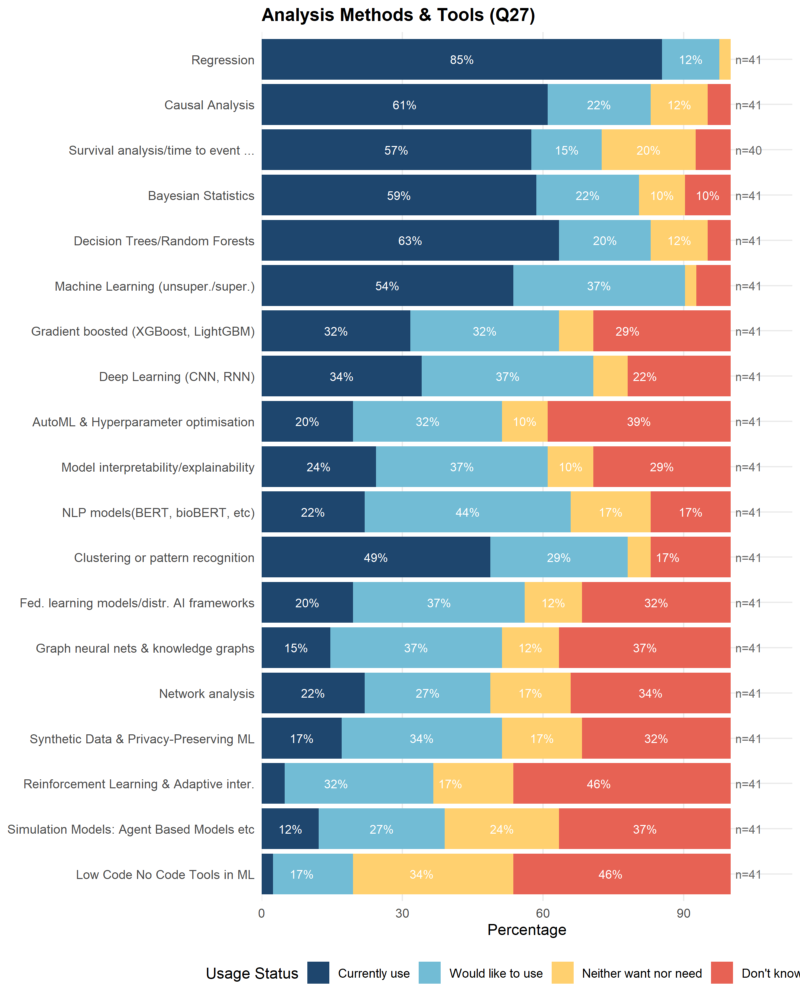 Analysis Methods & Tools (Q27)
Regression 85% 12% n=41
Causal Analysis 61% 22% 12% n=41
Survival analysis/time to event ... 57% 15% 20% n=40
Bayesian Statistics 59% 22% 10% 10% n=41
Decision Trees/Random Forests 63% 20% 12% n=41
Machine Learning (unsuper./super.) 54% 37% n=41
Gradient boosted (XGBoost, LightGBM) 32% 32% 29% n=41
Deep Learning (CNN, RNN) 34% 37% 22% n=41
AutoML & Hyperparameter optimisation 20% 32% 10% 39% n=41
Model interpretability/explainability 24% 37% 10% 29% n=41
NLP models(BERT, bioBERT, etc) 22% 44% 17% 17% n=41
Clustering or pattern recognition 49% 29% 17% n=41
Fed. learning models/distr. AI frameworks 20% 37% 12% 32% n=41
Graph neural nets & knowledge graphs 15% 37% 12% 37% n=41
Network analysis 22% 27% 17% 34% n=41
Synthetic Data & Privacy-Preserving ML 17% 34% 17% 32% n=41
Reinforcement Learning & Adaptive inter. 32% 17% 46% n=41
Simulation Models: Agent Based Models etc 12% 27% 24% 37% n=41
Low Code No Code Tools in ML 17% 34% 46% n=41
0 30 60 90
Percentage
Usage Status Currently use Would like to use Neither want nor need Don't know